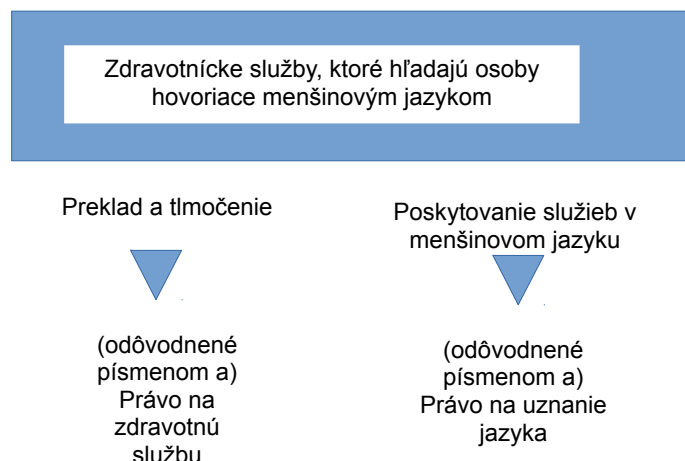 Zdravotnícke služby, ktoré hľadajú osoby
hovoriace menšinovým jazykom
Preklad a tlmočenie
Poskytovanie služieb v
menšinovom jazyku
(odôvodnené
písmenom a)
Právo na
zdravotnú
službu
(odôvodnené
písmenom a)
Právo na uznanie
jazyka